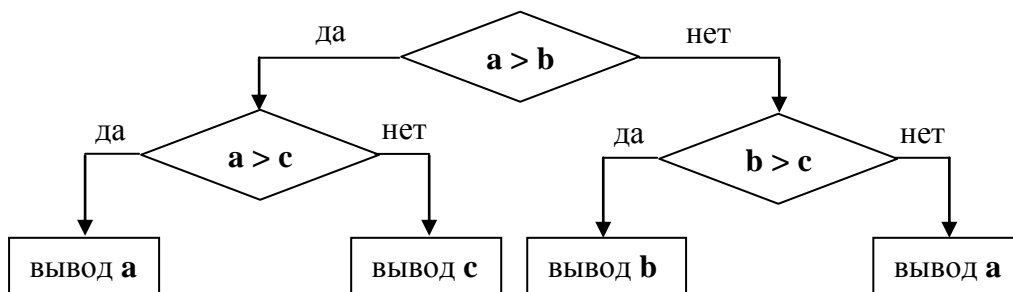 да
нет
a > b
да
нет
a > c
да
нет
b > c
вывод a
вывод c
вывод b
вывод a